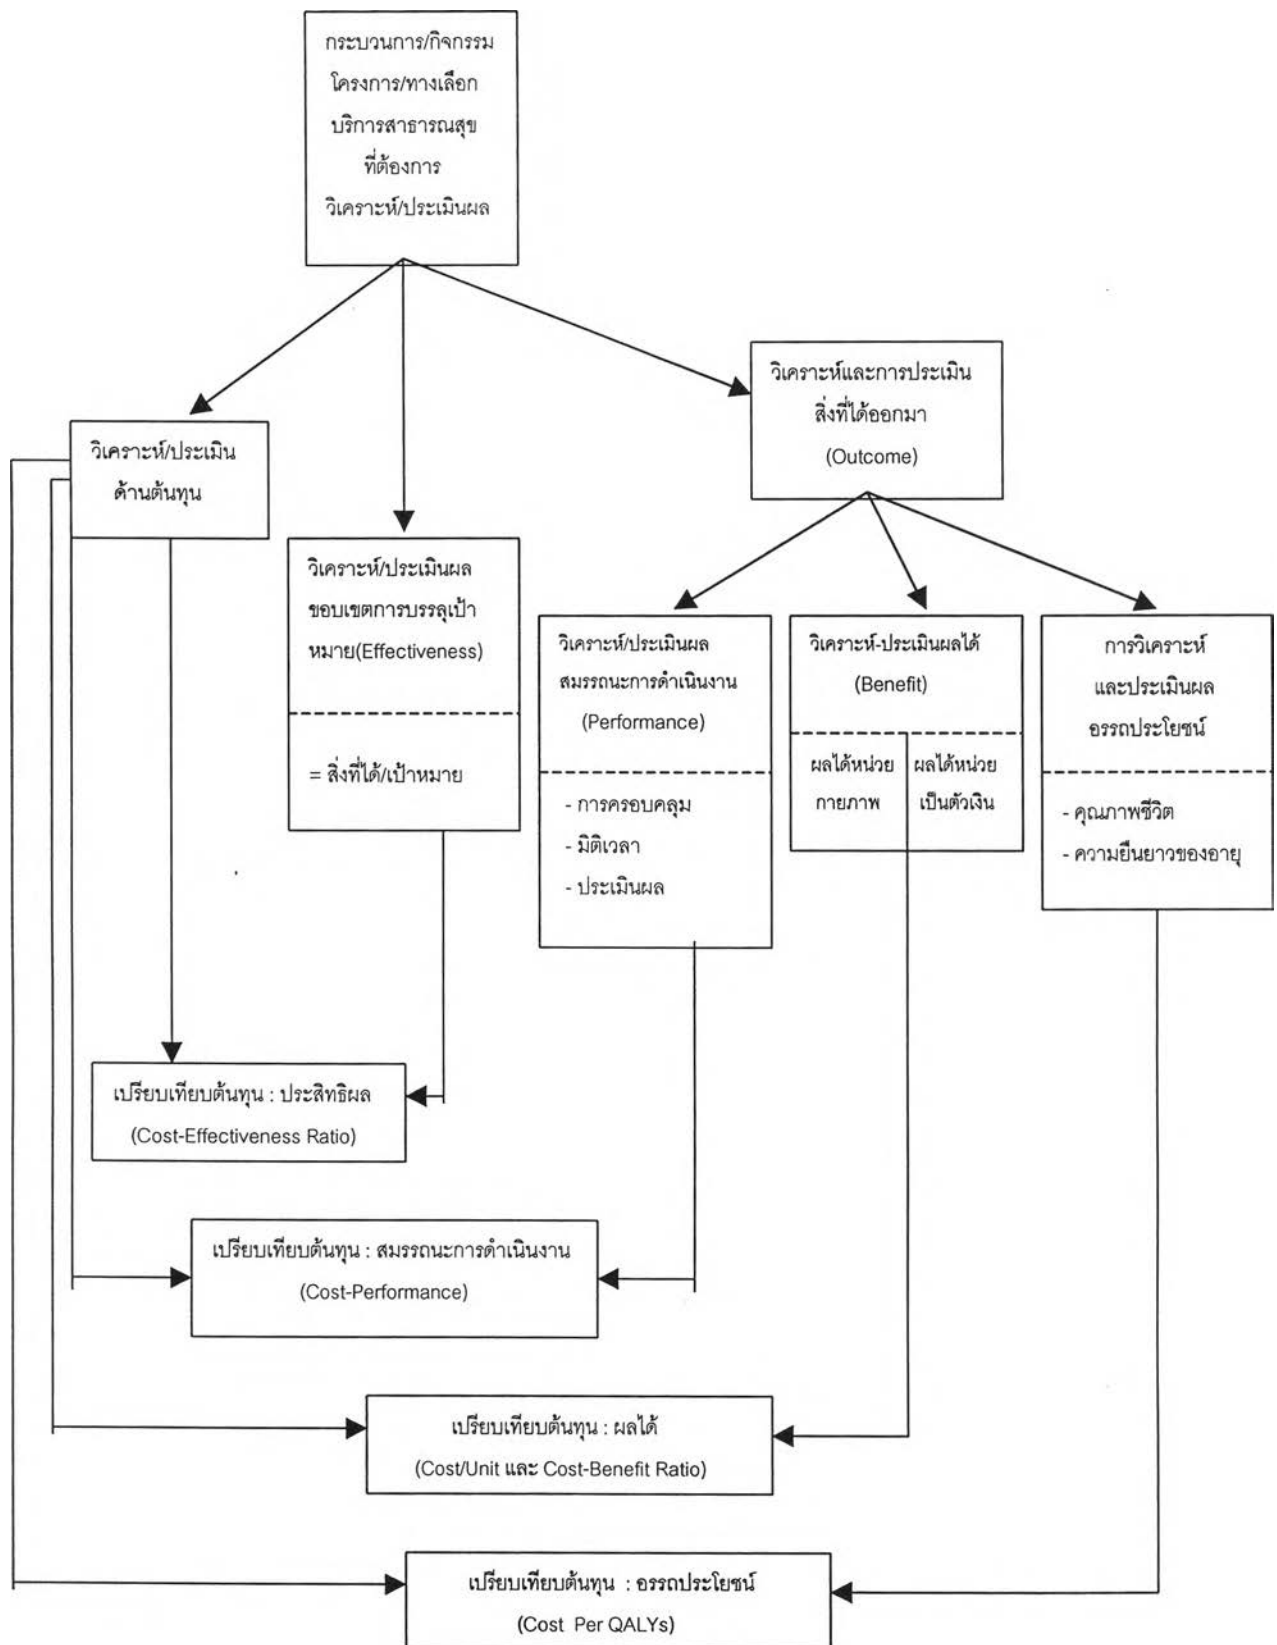 กระบวนการ/กิจกรรม
โครงการ/ทางเลือก
บริการสาธารณสุข
ที่ต้องการ
วิเคราะห์/ประเมินผล
วิเคราะห์และการประเมิน
สิ่งที่ได้ออกมา
(Outcome)
วิเคราะห์/ประเมิน
ด้านต้นทุน
วิเคราะห์/ประเมินผล
ขอบเขตการบรรลุเป้า
หมาย(Effectiveness)
= สิ่งที่ได้/เป้าหมาย
วิเคราะห์/ประเมินผล
สมรรถนะการดำเนินงาน
(Performance)
- การครอบคลุม
- มิติเวลา
- ประเมินผล
วิเคราะห์-ประเมินผลได้
(Benefit)
ผลได้หน่วย
กายภาพ
ผลได้หน่วย
เป็นตัวเงิน
การวิเคราะห์
และประเมินผล
อรรถประโยชน์
- คุณภาพชีวิต
- ความยืนยาวของอายุ
เปรียบเทียบต้นทุน : ประสิทธิผล
(Cost-Effectiveness Ratio)
เปรียบเทียบต้นทุน : สมรรถนะการดำเนินงาน
(Cost-Performance)
เปรียบเทียบต้นทุน : ผลได้
(Cost/Unit และ Cost-Benefit Ratio)
เปรียบเทียบต้นทุน : อรรถประโยชน์
(Cost Per QALYs)